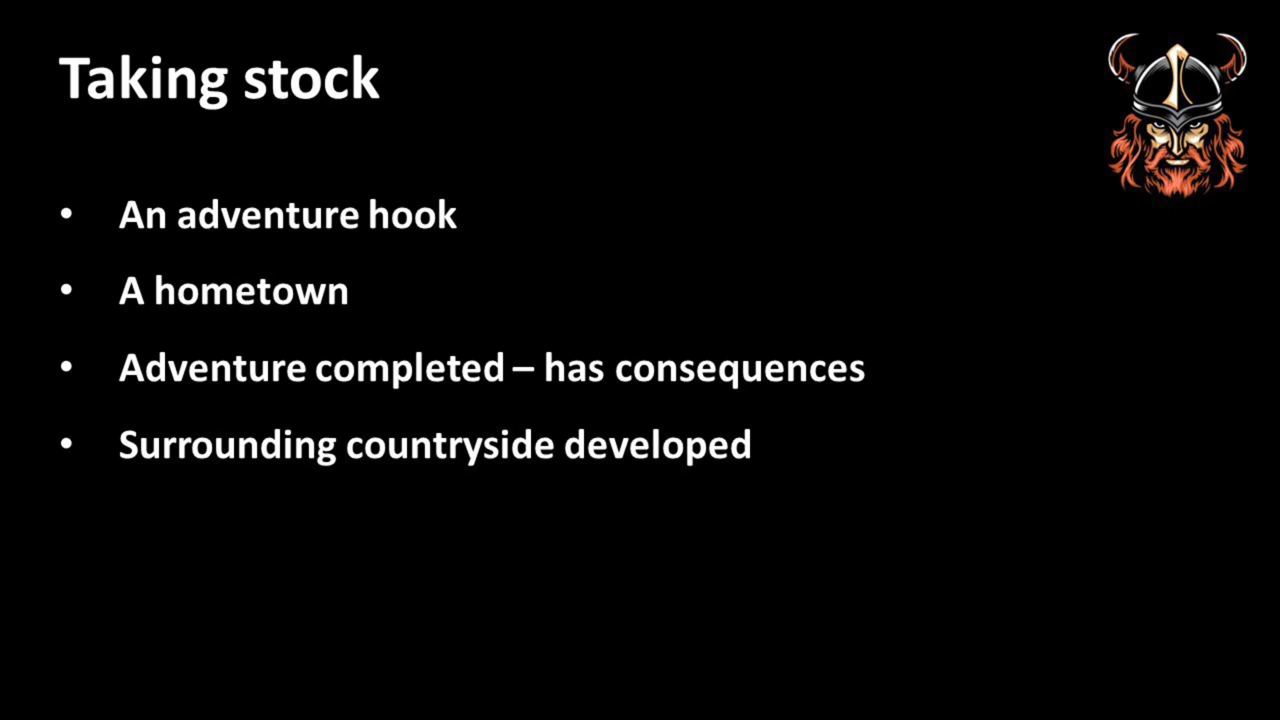 Taking stock
• An adventure hook
• A hometown
• Adventure completed – has consequences
• Surrounding countryside developed